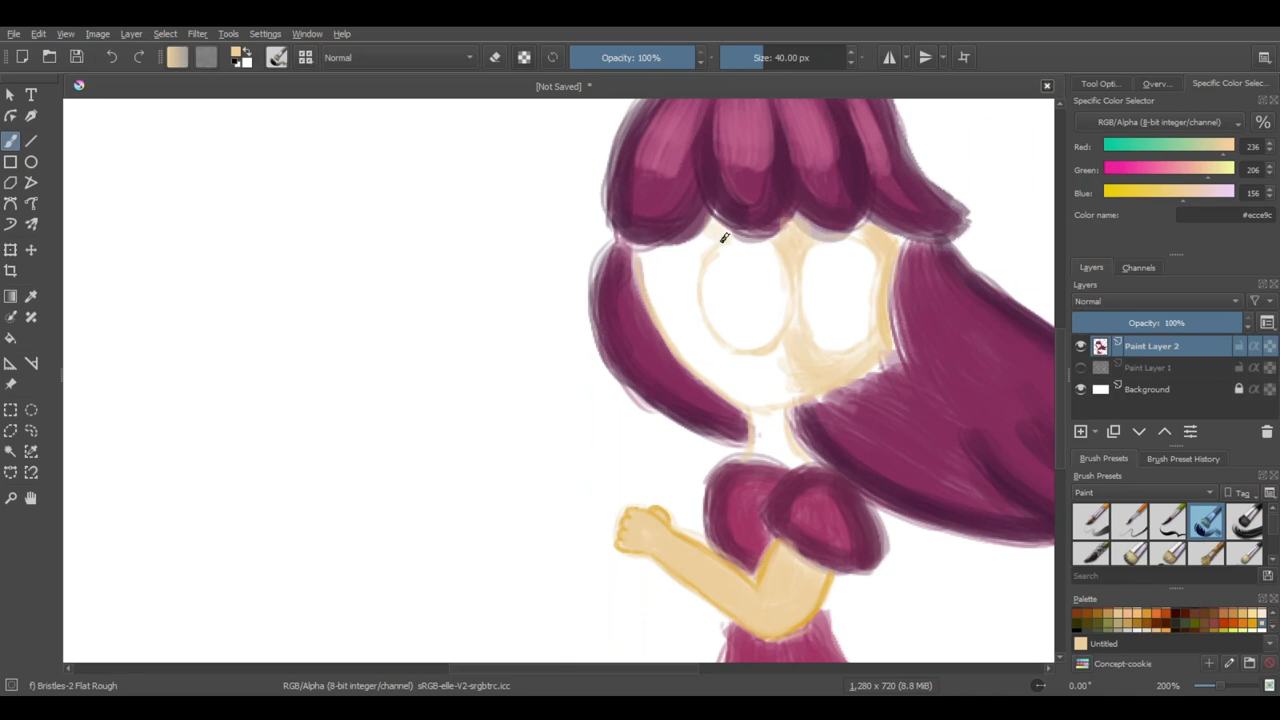 File Edit View Image Layer Select Filter Tools Settings Window Help
Normal Opacity: 100% Size: 40.00 px
[Not Saved] *
Tool Opti... Overv... Specific Color Selec...
Specific Color Selector
RGB/Alpha (8-bit integer/channel) %
Red: 236
Green: 206
Blue: 156
Color name: #ecce9c
Layers Channels
Layers
Normal
Opacity: 100%
Paint Layer 2
Paint Layer 1
Background
Brush Presets Brush Preset History
Brush Presets
Paint Tag
Search
Palette
Untitled
Concept-cookie
f) Bristles-2 Flat Rough RGB/Alpha (8-bit integer/channel) sRGB-elle-V2-srgbtrc.icc 1,280 x 720 (8.8 MiB) 0.00° 200%